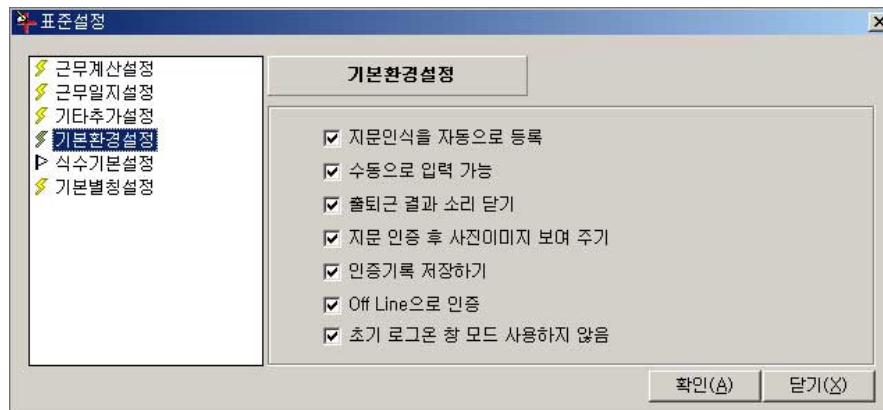 표준설정
근무계산설정
근무일지설정
기타추가설정
기본환경설정
식수기본설정
기본별칭설정
기본환경설정
지문인식을 자동으로 등록
수동으로 입력 가능
출퇴근 결과 소리 닫기
지문 인증 후 사진이미지 보여 주기
인증기록 저장하기
Off Line으로 인증
초기 로그온 창 모드 사용하지 않음
확인(A) 닫기(X)